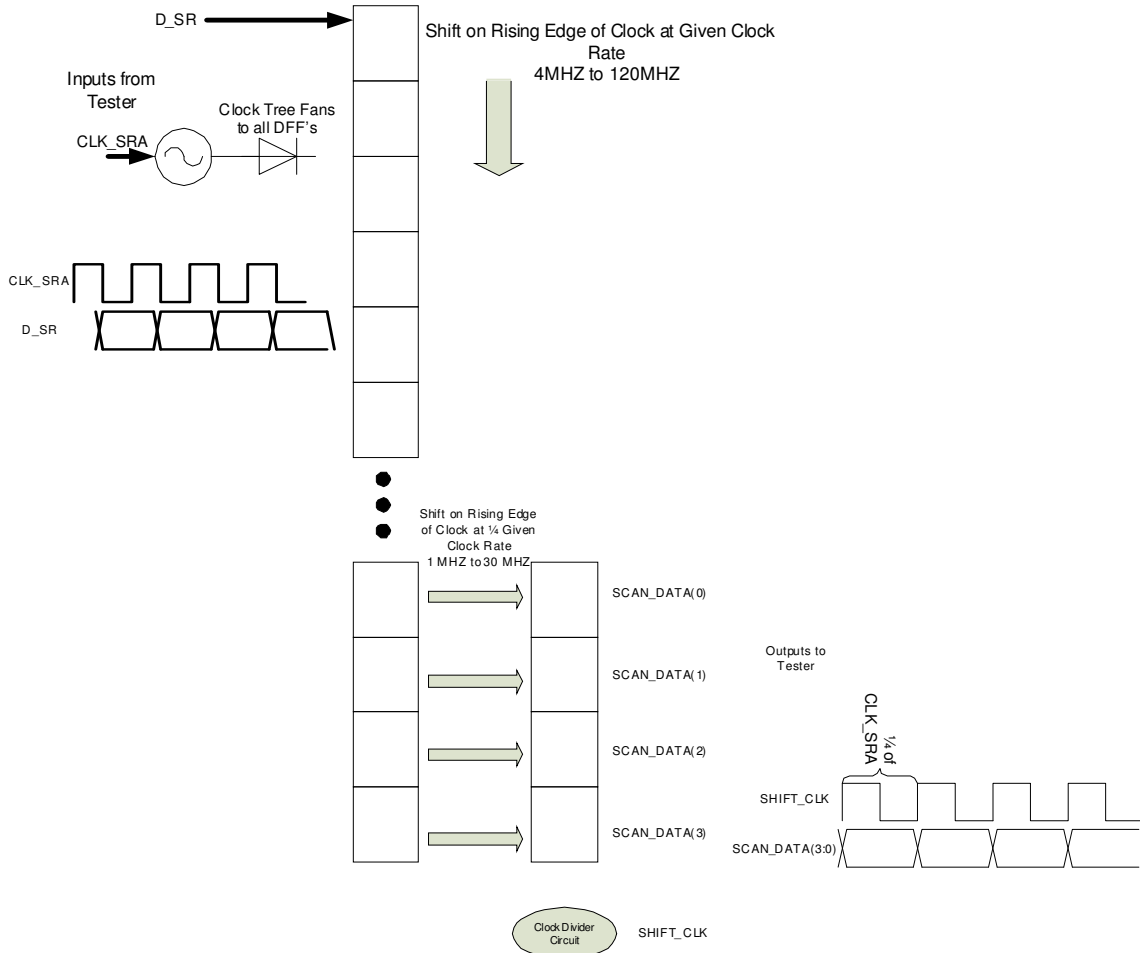 D_SR
Shift on Rising Edge of Clock at Given Clock
Rate
4MHZ to 120MHZ
Inputs from
Tester
Clock Tree Fans
to all DFF's
CLK_SRA
CLK_SRA
D_SR
Shift on Rising Edge
of Clock at ¼ Given
Clock Rate
1 MHZ to 30 MHZ
SCAN_DATA(0)
SCAN_DATA(1)
SCAN_DATA(2)
SCAN_DATA(3)
Outputs to
Tester
¼ of
CLK_SRA
SHIFT_CLK
SCAN_DATA(3:0)
Clock Divider
Circuit
SHIFT_CLK